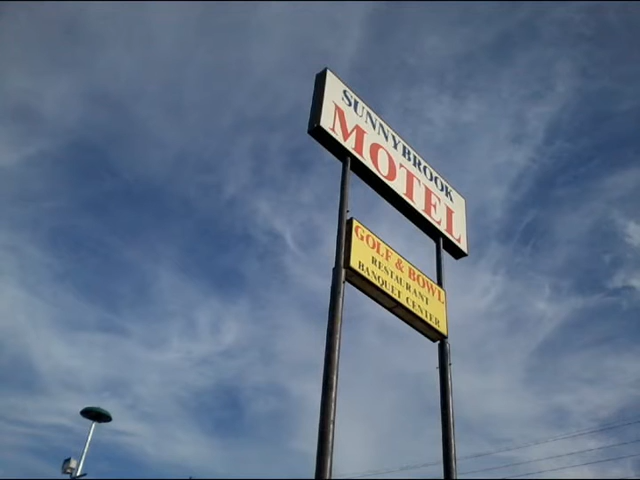 SUNNYBROOK
MOTEL
GOLF & BOWL
RESTAURANT
BANQUET CENTER